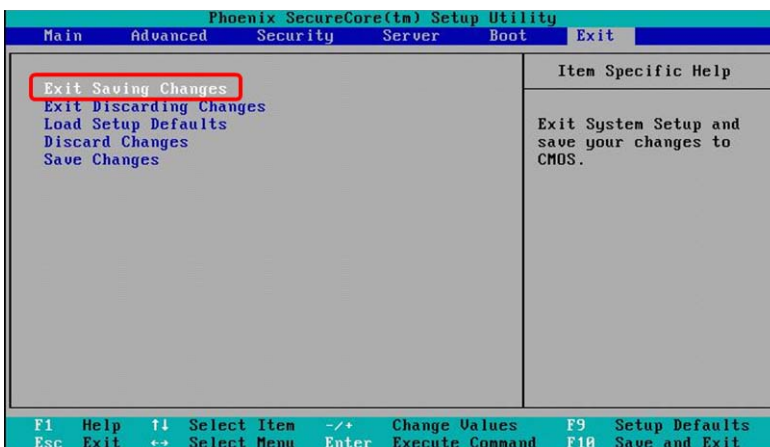 Phoenix SecureCore(tm) Setup Utility
Main Advanced Security Server Boot Exit
Item Specific Help
Exit Saving Changes
Exit Discarding Changes
Load Setup Defaults
Discard Changes
Save Changes
Exit System Setup and
save your changes to
CMOS.
F1 Help ↑↓ Select Item -/+ Change Values F9 Setup Defaults
Esc Exit ↔ Select Menu Enter Execute Command F10 Save and Exit